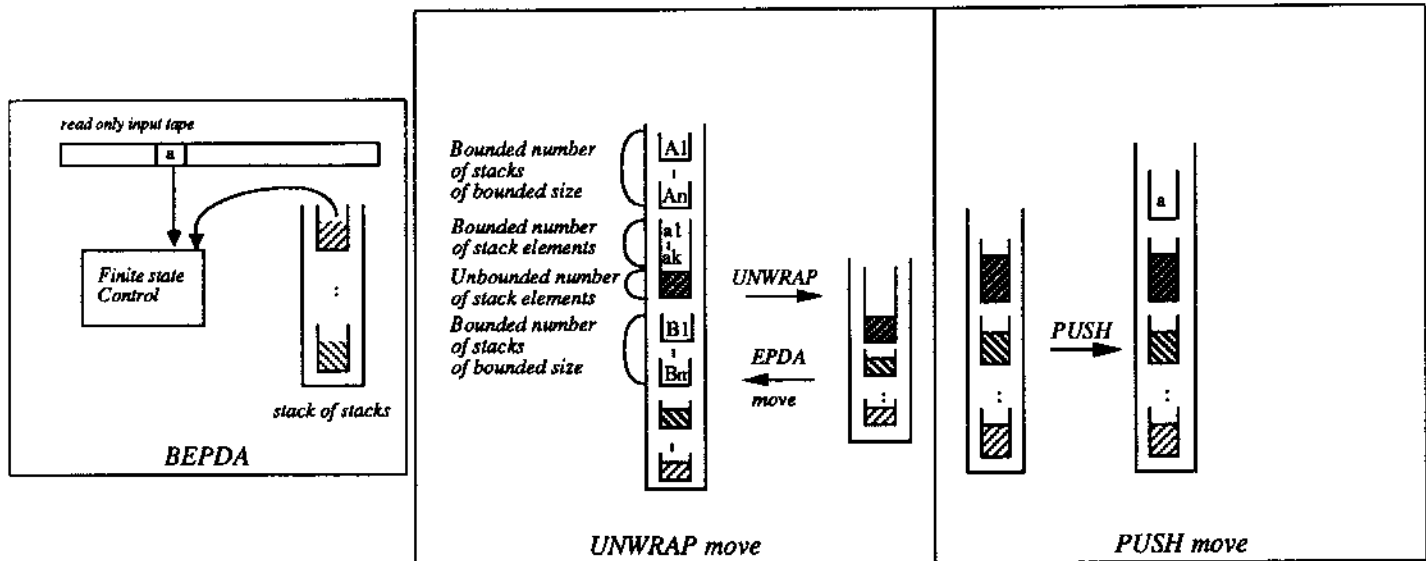 read only input tape
a
Finite state
Control
:
stack of stacks
BEPDA
Bounded number
of stacks
of bounded size
Bounded number
of stack elements
Unbounded number
of stack elements
Bounded number
of stacks
of bounded size
A1
An
a1
ak
B1
Bm
UNWRAP
EPDA
move
:
UNWRAP move
:
PUSH
a
:
PUSH move